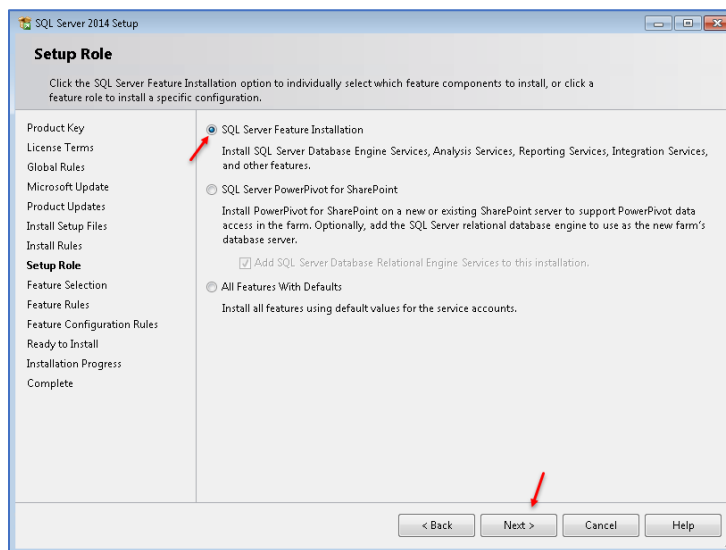 SQL Server 2014 Setup
Setup Role
Click the SQL Server Feature Installation option to individually select which feature components to install, or click a
feature role to install a specific configuration.
Product Key
License Terms
Global Rules
Microsoft Update
Product Updates
Install Setup Files
Install Rules
Setup Role
Feature Selection
Feature Rules
Feature Configuration Rules
Ready to Install
Installation Progress
Complete
SQL Server Feature Installation
Install SQL Server Database Engine Services, Analysis Services, Reporting Services, Integration Services,
and other features.
SQL Server PowerPivot for SharePoint
Install PowerPivot for SharePoint on a new or existing SharePoint server to support PowerPivot data
access in the farm. Optionally, add the SQL Server relational database engine to use as the new farm's
database server.
Add SQL Server Database Relational Engine Services to this installation.
All Features With Defaults
Install all features using default values for the service accounts.
< Back
Next >
Cancel
Help